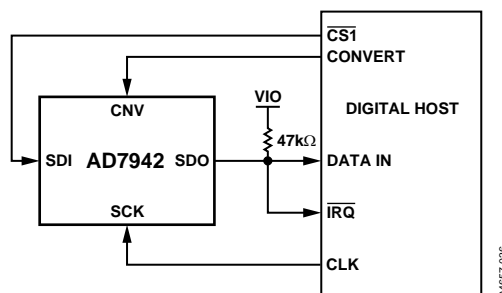 CS1
CONVERT
VIO
CNV
DIGITAL HOST
47kΩ
SDI AD7942 SDO
DATA IN
SCK
IRQ
CLK